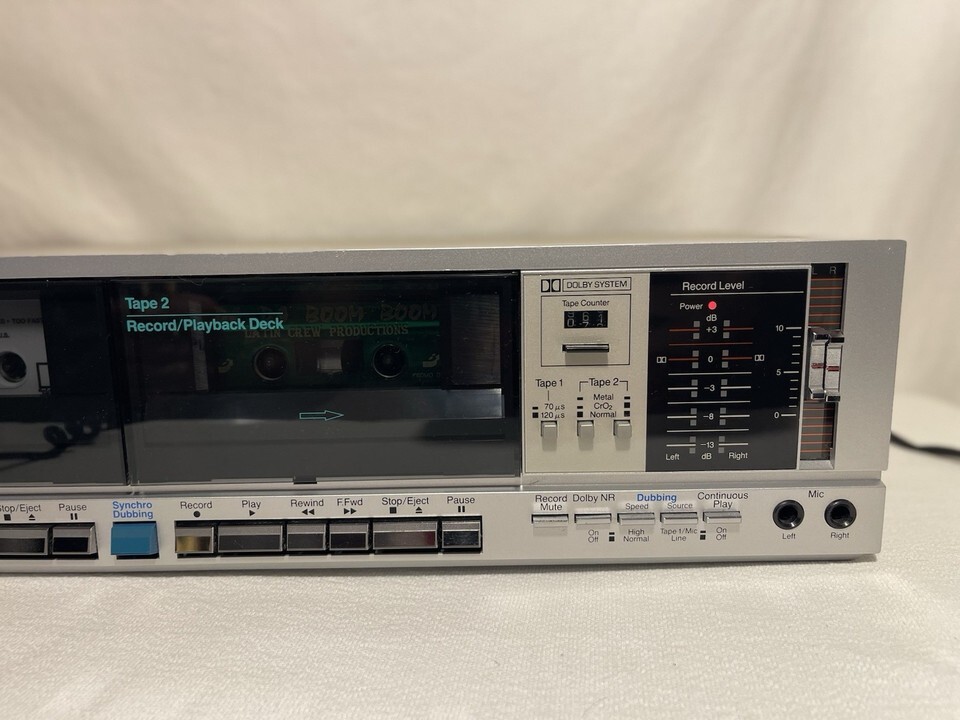 Tape 2
Record/Playback Deck
BOOM BOOM
LATIN CREW PRODUCTIONS
DOLBY SYSTEM
Tape Counter
Tape 1
70 µs
120 µs
Tape 2
Metal
CrO₂
Normal
Record Level
Power
dB
+3
0
−3
−8
−13
Left dB Right
L R
10
5
0
Stop/Eject
Pause
Synchro
Dubbing
Record
Play
Rewind
F.Fwd
Stop/Eject
Pause
Record
Mute
Dolby NR
On
Off
Dubbing
Speed
High
Normal
Source
Tape 1/Mic
Line
Continuous
Play
On
Off
Mic
Left
Right